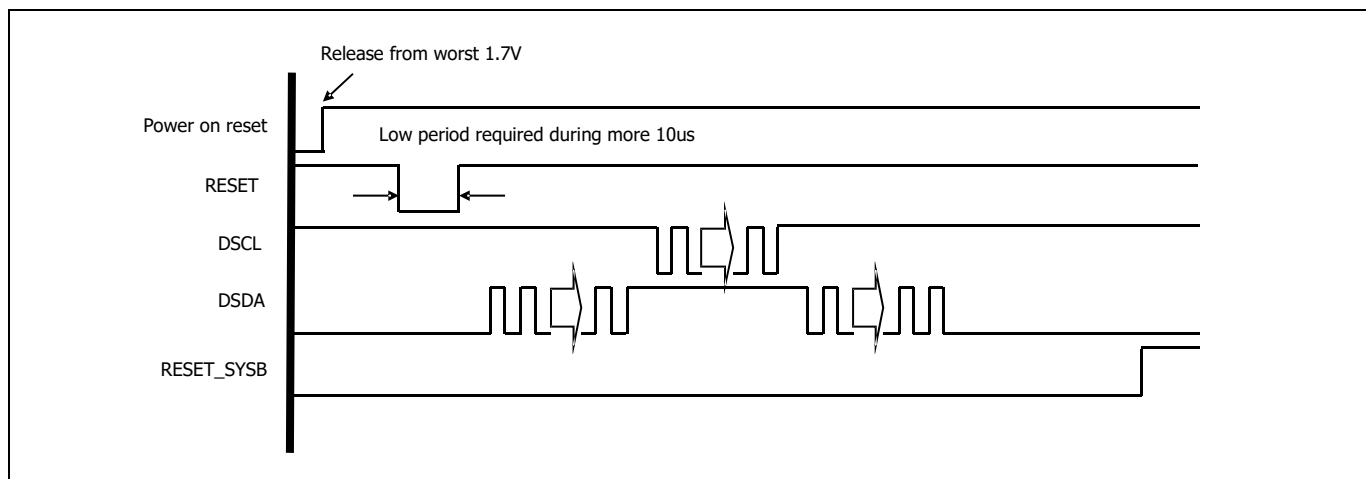 Release from worst 1.7V
Power on reset
Low period required during more 10us
RESET
DSCL
DSDA
RESET_SYSB